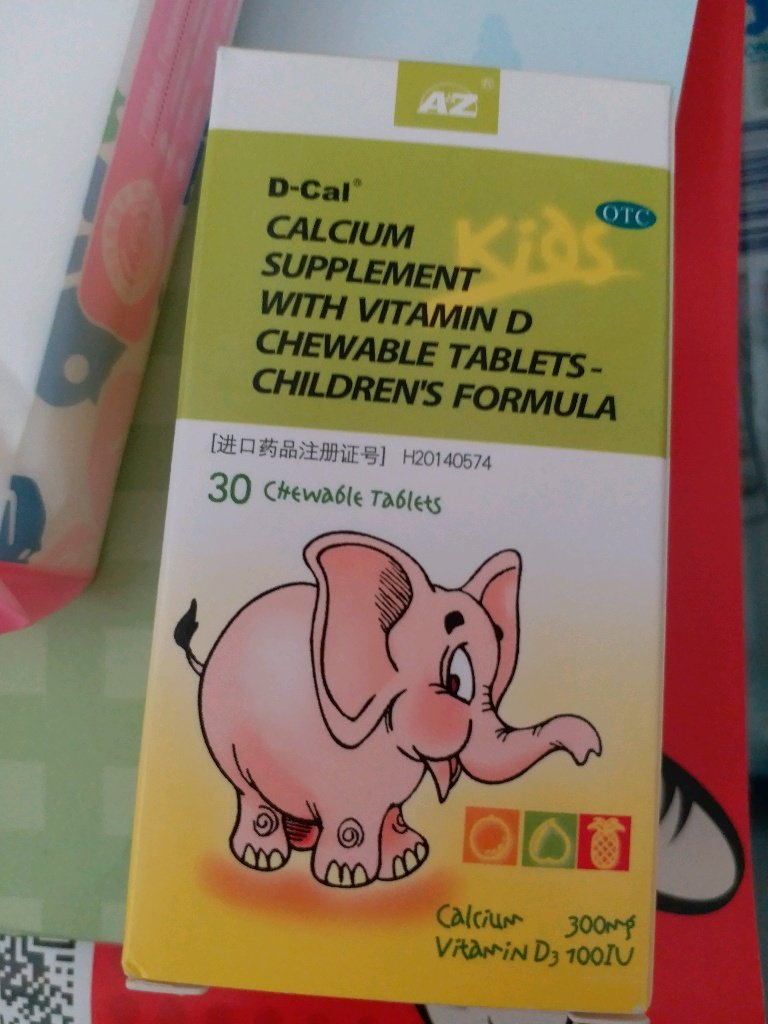 AZ®
D-Cal®
OTC
Kids
CALCIUM
SUPPLEMENT
WITH VITAMIN D
CHEWABLE TABLETS-
CHILDREN'S FORMULA
[进口药品注册证号] H20140574
30 Chewable Tablets
Calcium 300mg
Vitamin D3 100IU